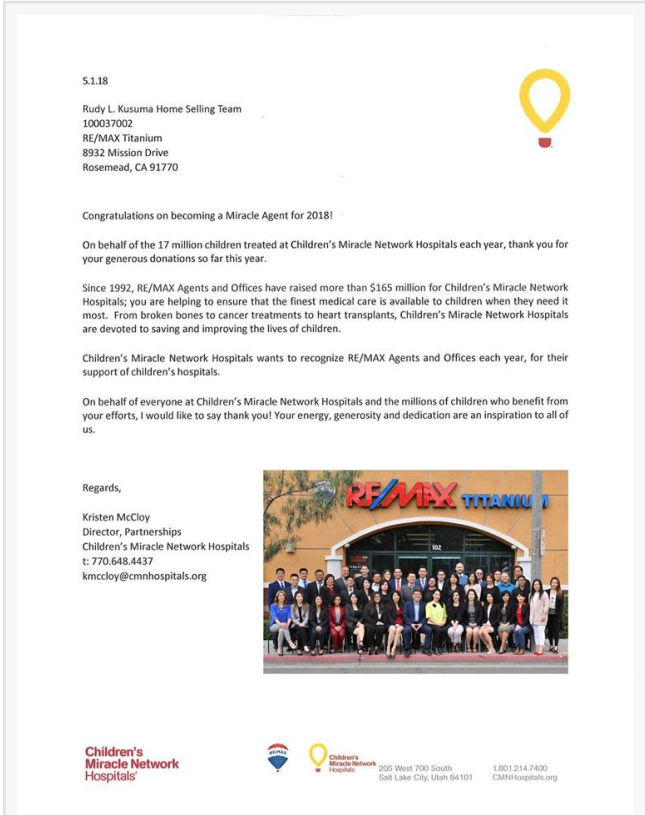 5.1.18
Rudy L. Kusuma Home Selling Team
100037002
RE/MAX Titanium
8932 Mission Drive
Rosemead, CA 91770
Congratulations on becoming a Miracle Agent for 2018!
On behalf of the 17 million children treated at Children's Miracle Network Hospitals each year, thank you for
your generous donations so far this year.
Since 1992, RE/MAX Agents and Offices have raised more than $165 million for Children's Miracle Network
Hospitals; you are helping to ensure that the finest medical care is available to children when they need it
most. From broken bones to cancer treatments to heart transplants, Children's Miracle Network Hospitals
are devoted to saving and improving the lives of children.
Children's Miracle Network Hospitals wants to recognize RE/MAX Agents and Offices each year, for their
support of children's hospitals.
On behalf of everyone at Children's Miracle Network Hospitals and the millions of children who benefit from
your efforts, I would like to say thank you! Your energy, generosity and dedication are an inspiration to all of
us.
Regards,
Kristen McCloy
Director, Partnerships
Children's Miracle Network Hospitals
t: 770.648.4437
kmccloy@cmnhospitals.org
RE/MAX TITANIUM
102
Children's
Miracle Network
Hospitals®
RE/MAX
Children's
Miracle Network
Hospitals
205 West 700 South
Salt Lake City, Utah 84101
1.801.214.7400
CMNHospitals.org